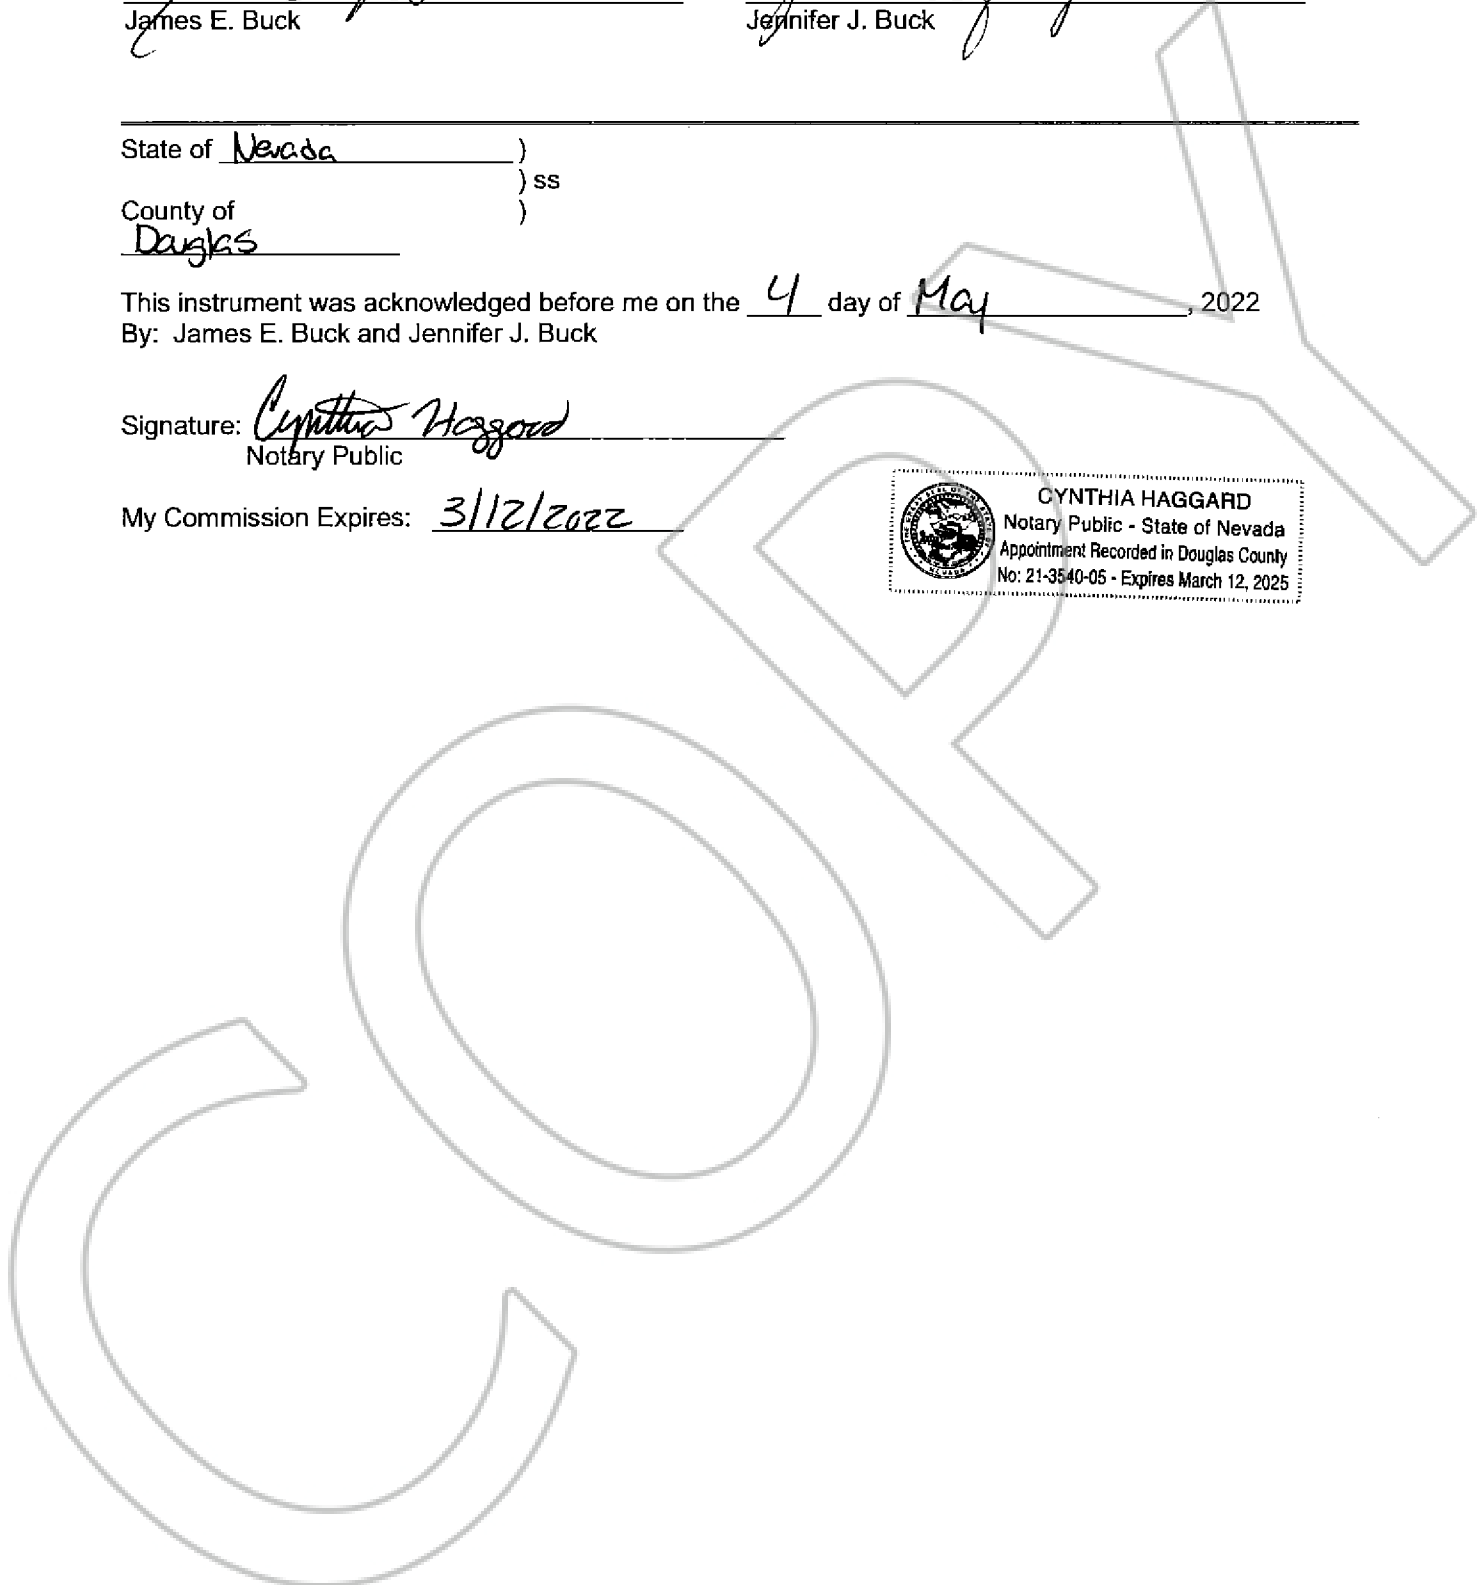 James E. Buck Jennifer J. Buck
State of Nevada )
) ss
County of )
Douglas
This instrument was acknowledged before me on the 4 day of May, 2022
By: James E. Buck and Jennifer J. Buck
Signature: Cynthia Haggard
Notary Public
My Commission Expires: 3/12/2022
CYNTHIA HAGGARD
Notary Public - State of Nevada
Appointment Recorded in Douglas County
No: 21-3540-05 - Expires March 12, 2025
COPY